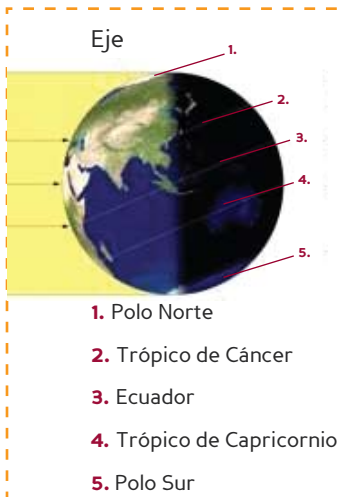 Eje
1.
2.
3.
4.
5.
1. Polo Norte
2. Trópico de Cáncer
3. Ecuador
4. Trópico de Capricornio
5. Polo Sur